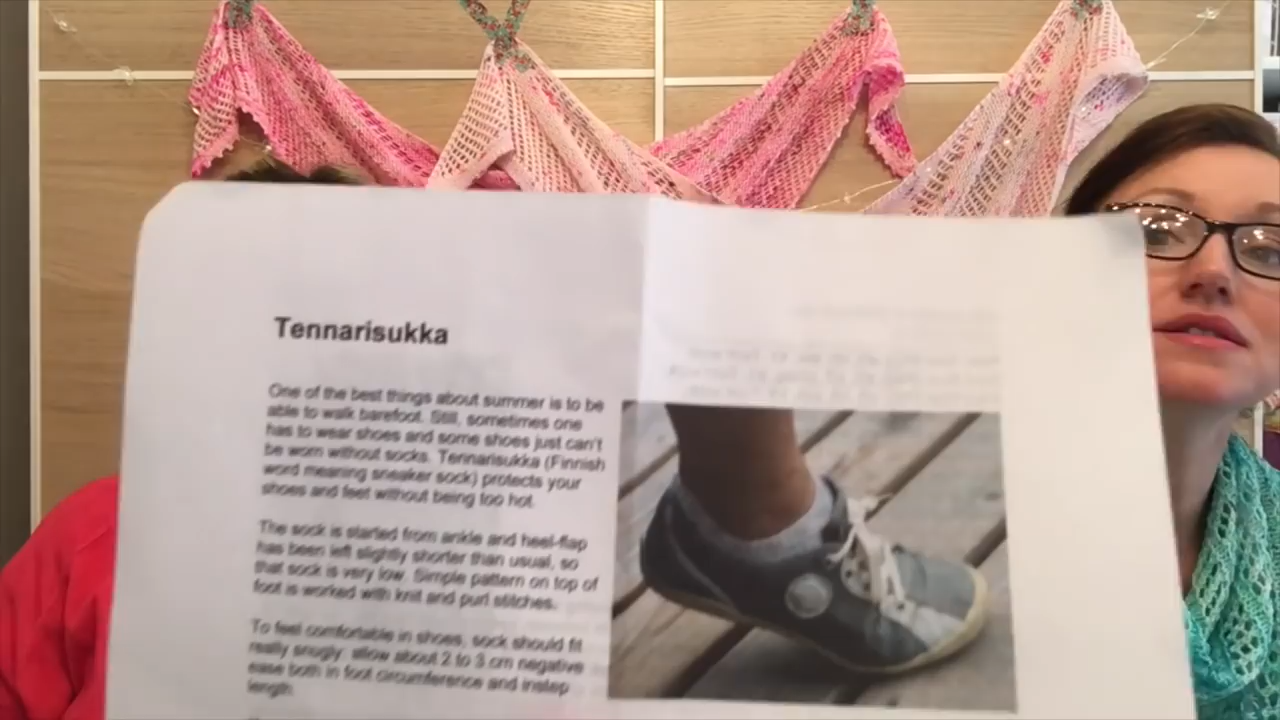 Tennarisukka
One of the best things about summer is to be
able to walk barefoot. Still, sometimes one
has to wear shoes and some shoes just can't
be worn without socks. Tennarisukka (Finnish
word meaning sneaker sock) protects your
shoes and feet without being too hot.
The sock is started from ankle and heel-flap
has been left slightly shorter than usual, so
that sock is very low. Simple pattern on top of
foot is worked with knit and purl stitches.
To feel comfortable in shoes, sock should fit
really snugly: allow about 2 to 3 cm negative
ease both in foot circumference and instep
length.